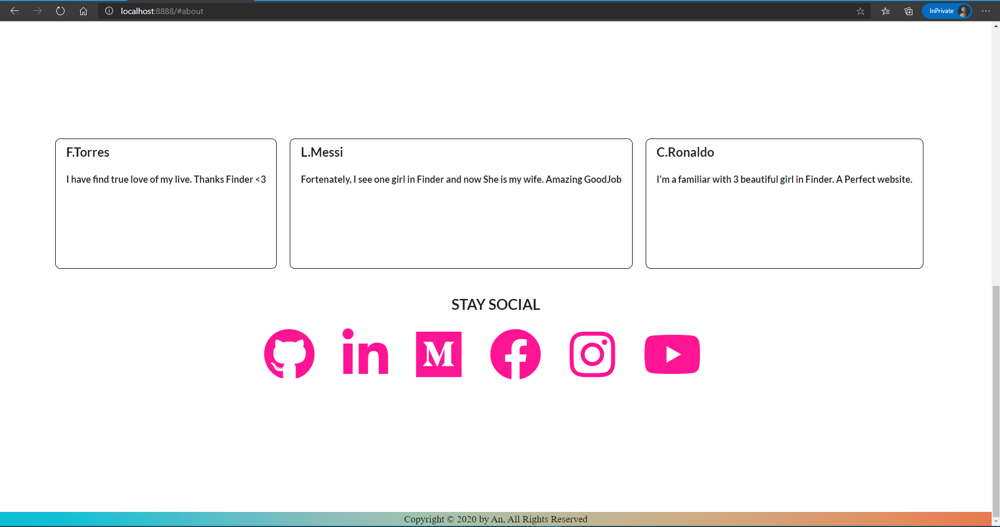 localhost:8888/#about
InPrivate
F.Torres
I have find true love of my live. Thanks Finder <3
L.Messi
Fortenately, I see one girl in Finder and now She is my wife. Amazing GoodJob
C.Ronaldo
I'm a familiar with 3 beautiful girl in Finder. A Perfect website.
STAY SOCIAL
in
M
f
Copyright © 2020 by An, All Rights Reserved